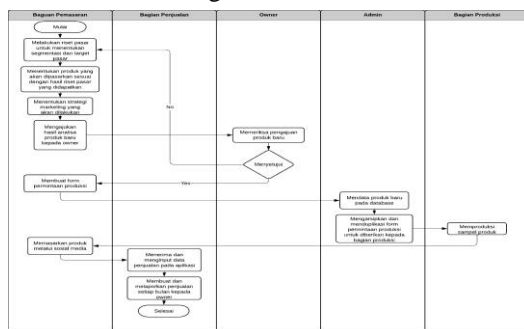 Bagian Pemasaran
Bagian Penjualan
Owner
Admin
Bagian Produksi
Mulai
Melakukan riset pasar
untuk menentukan
segmentasi dan target
pasar
Menentukan produk yang
akan dipasarkan sesuai
dengan hasil riset pasar
yang didapatkan
Menentukan strategi
marketing yang
akan dilakukan
Mengajukan
hasil analisa
produk baru
kepada owner
Memeriksa pengajuan
produk baru
No
Menyetujui
Yes
Membuat form
permintaan produksi
Mendata produk baru
pada database
Mengarsipkan dan
menduplikasi form
permintaan produksi
untuk diberikan kepada
bagian produksi
Memproduksi
sampel produk
Memasarkan produk
melalui sosial media
Menerima dan
menginput data
penjualan pada aplikasi
Membuat dan
melaporkan penjualan
setiap bulan kepada
owner
Selesai